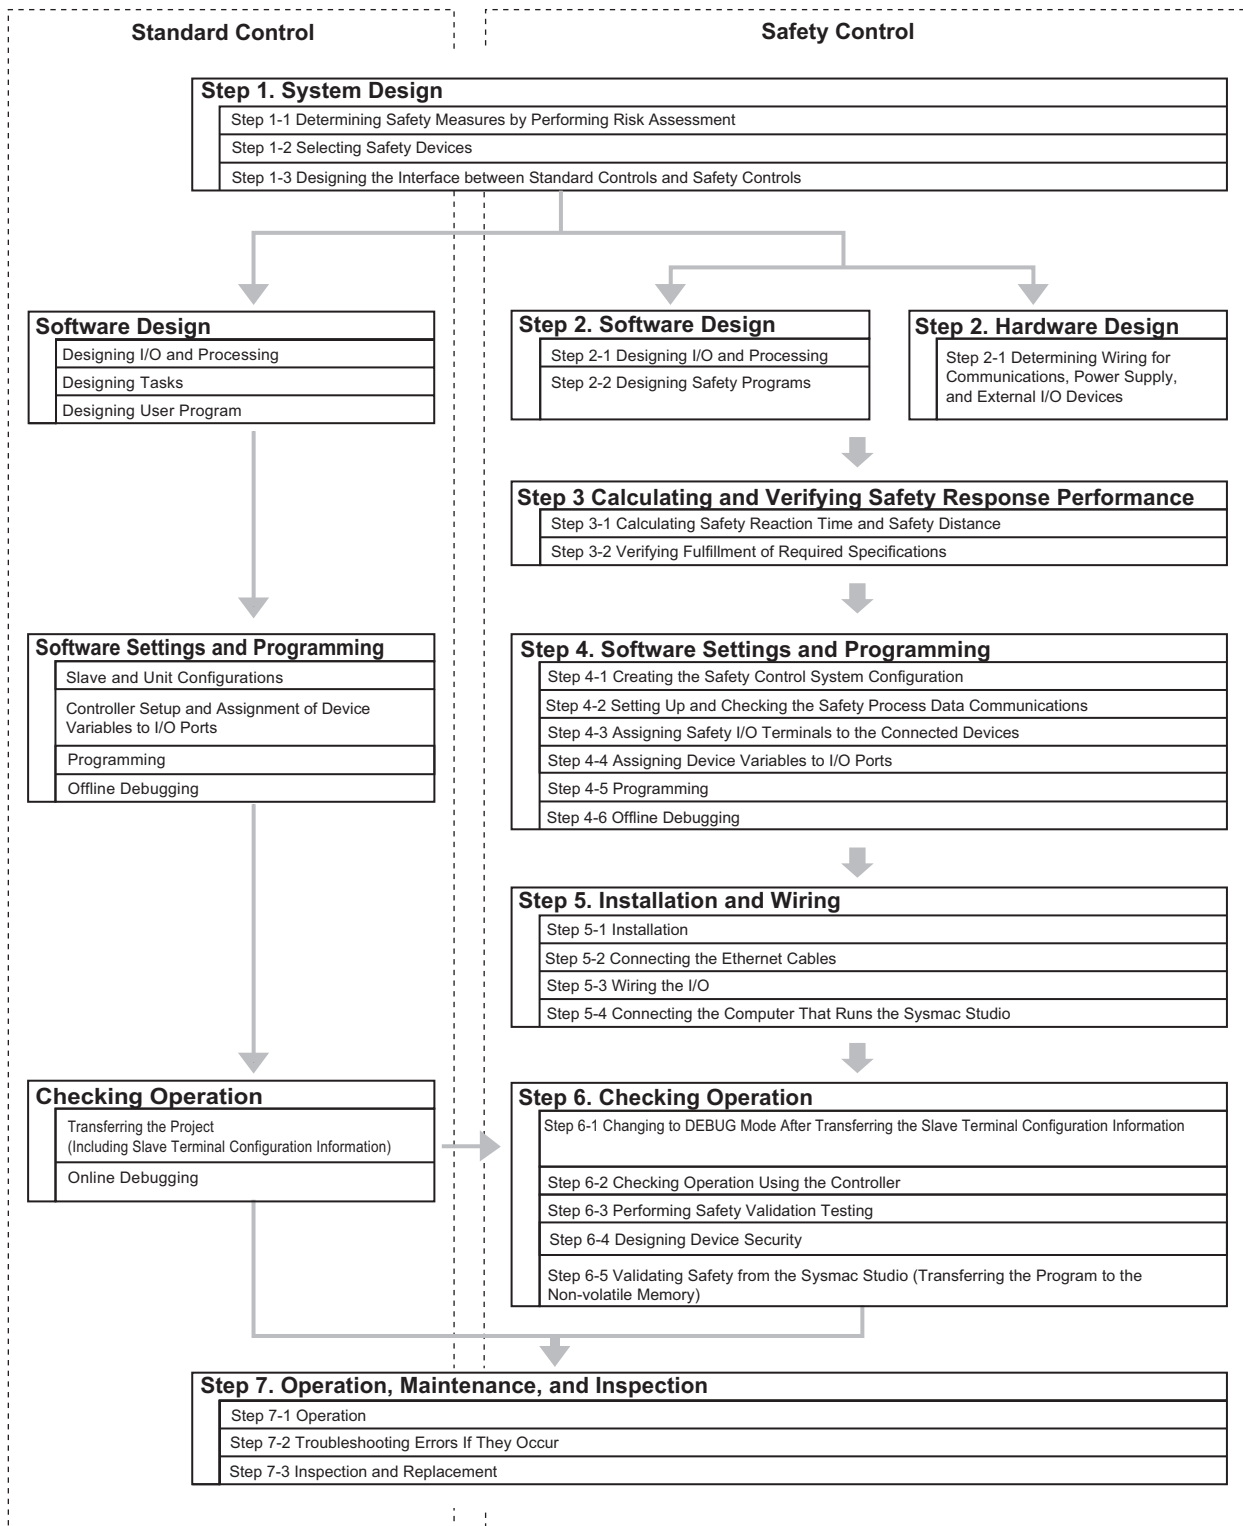 Standard Control
Safety Control
Step 1. System Design
Step 1-1 Determining Safety Measures by Performing Risk Assessment
Step 1-2 Selecting Safety Devices
Step 1-3 Designing the Interface between Standard Controls and Safety Controls
Software Design
Designing I/O and Processing
Designing Tasks
Designing User Program
Step 2. Software Design
Step 2-1 Designing I/O and Processing
Step 2-2 Designing Safety Programs
Step 2. Hardware Design
Step 2-1 Determining Wiring for
Communications, Power Supply,
and External I/O Devices
Step 3 Calculating and Verifying Safety Response Performance
Step 3-1 Calculating Safety Reaction Time and Safety Distance
Step 3-2 Verifying Fulfillment of Required Specifications
Software Settings and Programming
Slave and Unit Configurations
Controller Setup and Assignment of Device
Variables to I/O Ports
Programming
Offline Debugging
Step 4. Software Settings and Programming
Step 4-1 Creating the Safety Control System Configuration
Step 4-2 Setting Up and Checking the Safety Process Data Communications
Step 4-3 Assigning Safety I/O Terminals to the Connected Devices
Step 4-4 Assigning Device Variables to I/O Ports
Step 4-5 Programming
Step 4-6 Offline Debugging
Step 5. Installation and Wiring
Step 5-1 Installation
Step 5-2 Connecting the Ethernet Cables
Step 5-3 Wiring the I/O
Step 5-4 Connecting the Computer That Runs the Sysmac Studio
Checking Operation
Transferring the Project
(Including Slave Terminal Configuration Information)
Online Debugging
Step 6. Checking Operation
Step 6-1 Changing to DEBUG Mode After Transferring the Slave Terminal Configuration Information
Step 6-2 Checking Operation Using the Controller
Step 6-3 Performing Safety Validation Testing
Step 6-4 Designing Device Security
Step 6-5 Validating Safety from the Sysmac Studio (Transferring the Program to the
Non-volatile Memory)
Step 7. Operation, Maintenance, and Inspection
Step 7-1 Operation
Step 7-2 Troubleshooting Errors If They Occur
Step 7-3 Inspection and Replacement